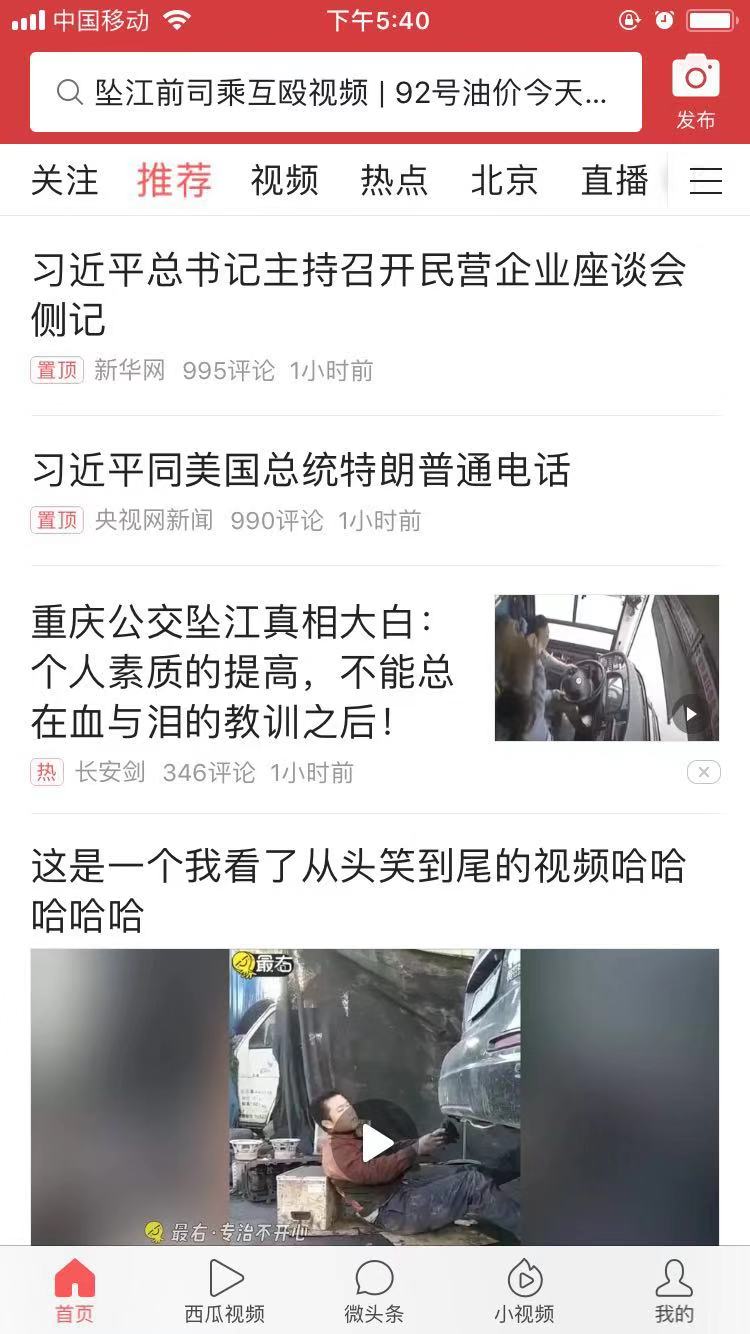 中国移动 下午5:40
坠江前司乘互殴视频 | 92号油价今天...
发布
关注 推荐 视频 热点 北京 直播
习近平总书记主持召开民营企业座谈会
侧记
置顶 新华网 995评论 1小时前
习近平同美国总统特朗普通电话
置顶 央视网新闻 990评论 1小时前
重庆公交坠江真相大白：
个人素质的提高，不能总
在血与泪的教训之后！
热 长安剑 346评论 1小时前
这是一个我看了从头笑到尾的视频哈哈
哈哈哈
最右
最右·专治不开心
首页 西瓜视频 微头条 小视频 我的